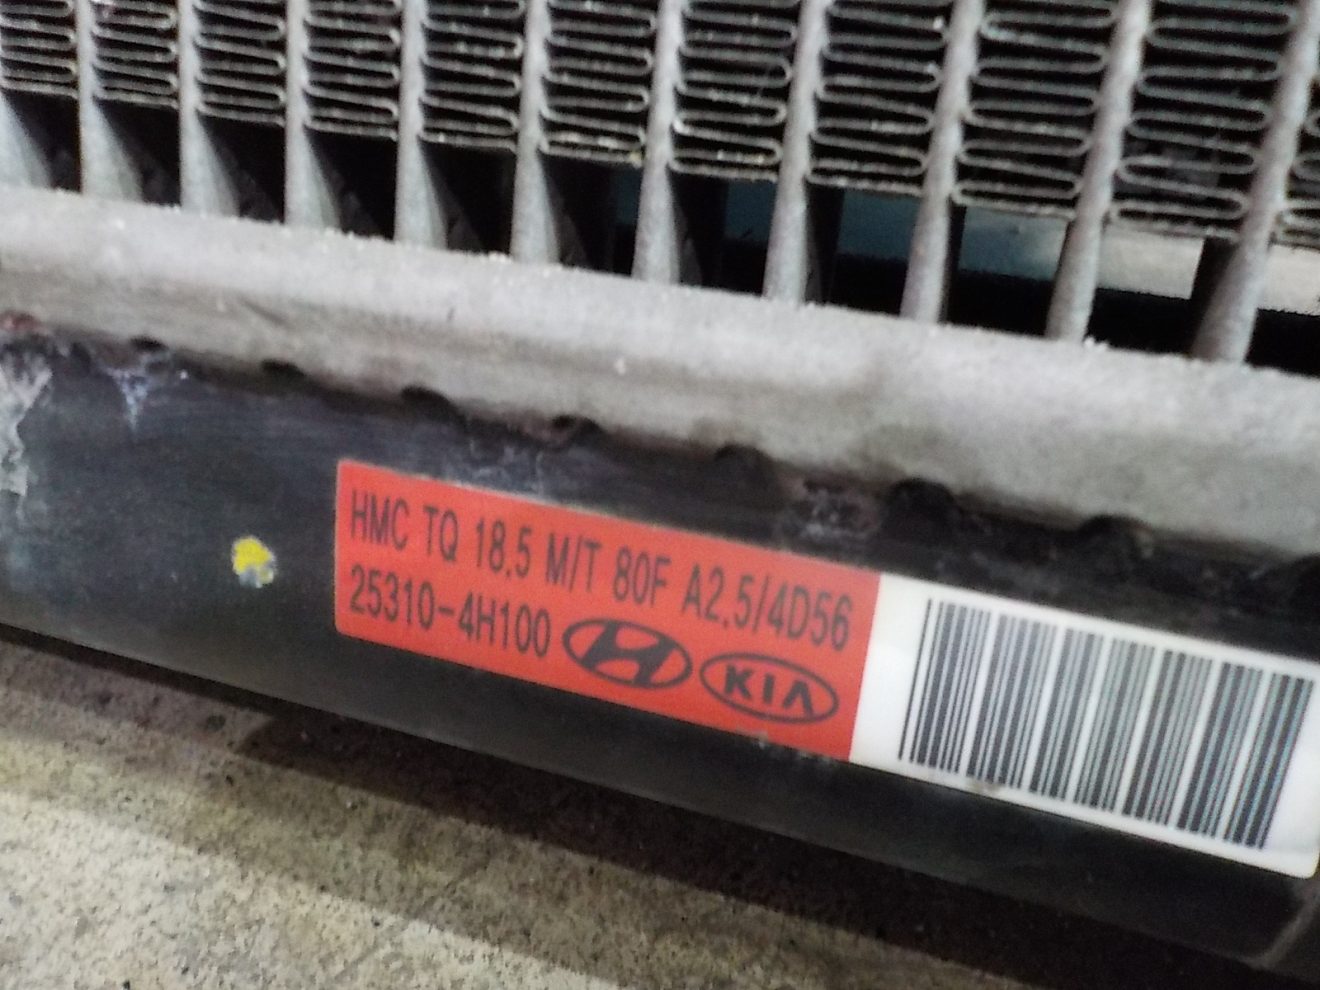 HMC TQ 18.5 M/T 80F A2.5/4D56
25310-4H100 KIA